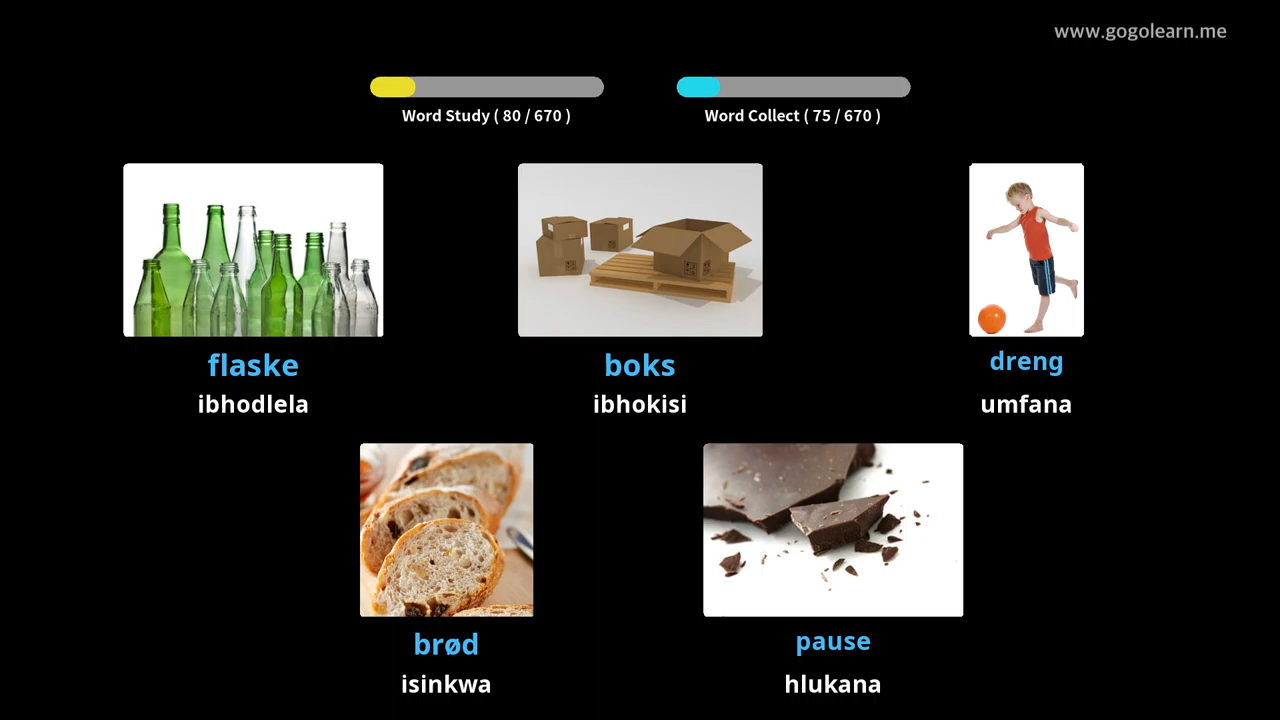 www.gogolearn.me
Word Study ( 80 / 670 )
Word Collect ( 75 / 670 )
flaske
ibhodlela
boks
ibhokisi
dreng
umfana
brød
isinkwa
pause
hlukana